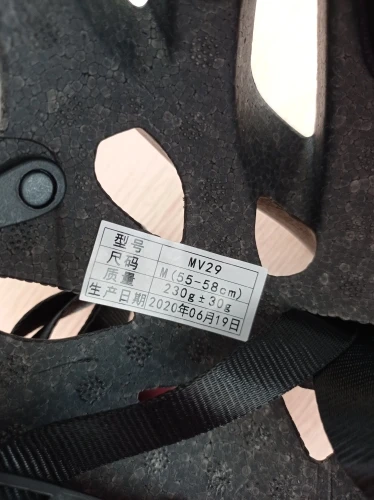 型号 MV29
尺码 M(55-58cm)
质量 230g±30g
生产日期 2020年06月19日